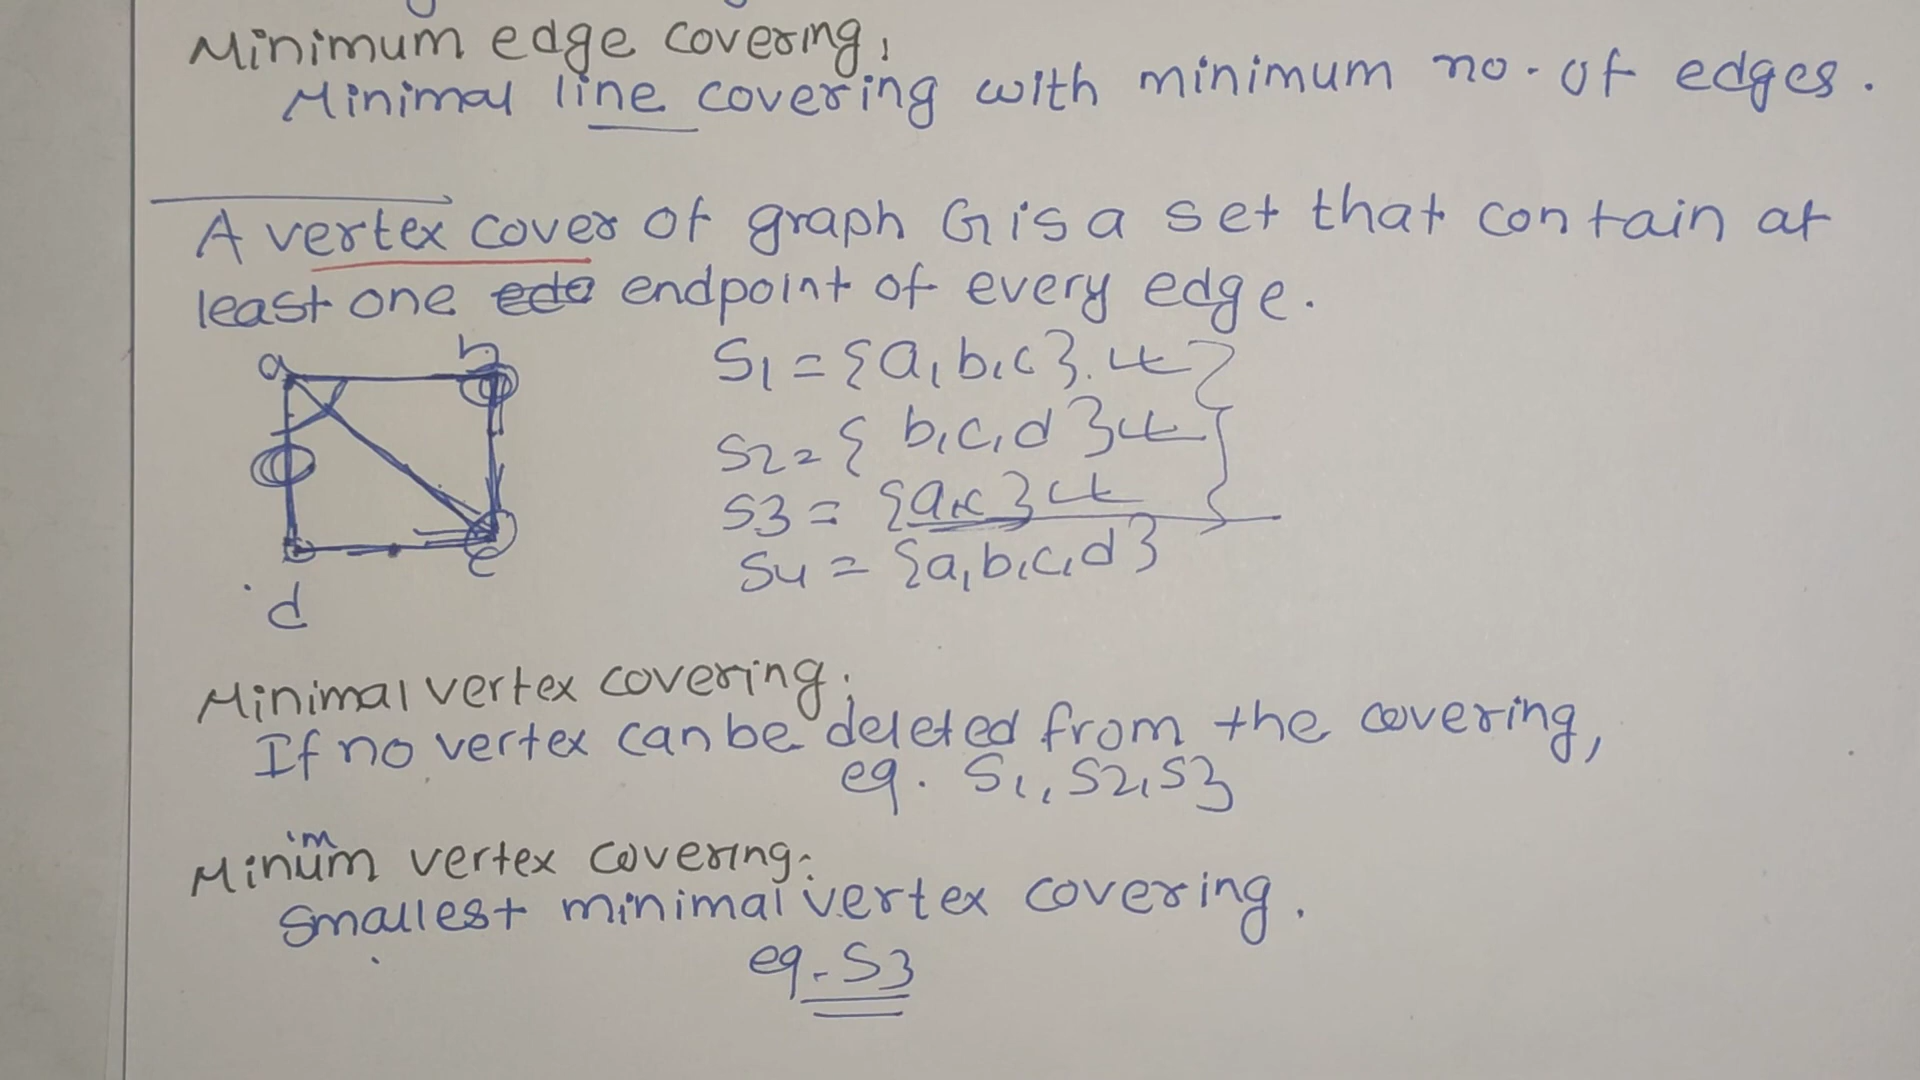 Minimum edge covering:
Minimal line covering with minimum no. of edges.
A vertex cover of graph G is a set that contain at
least one endpoint of every edge.
a b
S1 = {a, b, c}
S2 = { b, c, d }
S3 = {a, c}
c
S4 = {a, b, c, d}
d
Minimal vertex covering:
If no vertex can be deleted from the covering,
eg. S1, S2, S3
Minimum vertex covering:
Smallest minimal vertex covering.
eg. S3